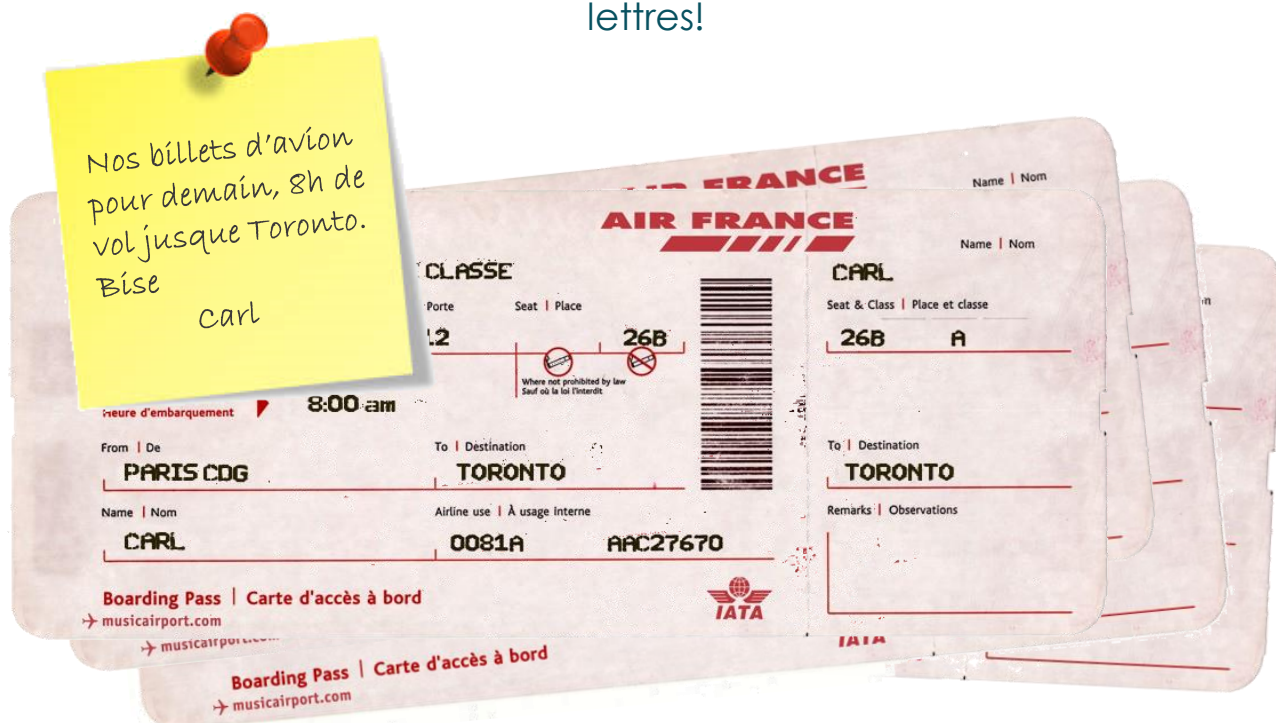 lettres!
Nos billets d'avion
pour demain, 8h de
vol jusque Toronto.
Bise
Carl
FRANCE
Name | Nom
AIR FRANCE
Name | Nom
CLASSE
CARL
Porte
Seat | Place
Seat & Class | Place et classe
26B
26B A
Where not prohibited by law
Sauf où la loi l'interdit
Heure d'embarquement
8:00 am
From | De
To | Destination
To | Destination
PARIS CDG
TORONTO
TORONTO
Name | Nom
Airline use | À usage interne
Remarks | Observations
CARL
0081A AAC27670
Boarding Pass | Carte d'accès à bord
musicairport.com
IATA
IATA
Boarding Pass | Carte d'accès à bord
musicairport.com